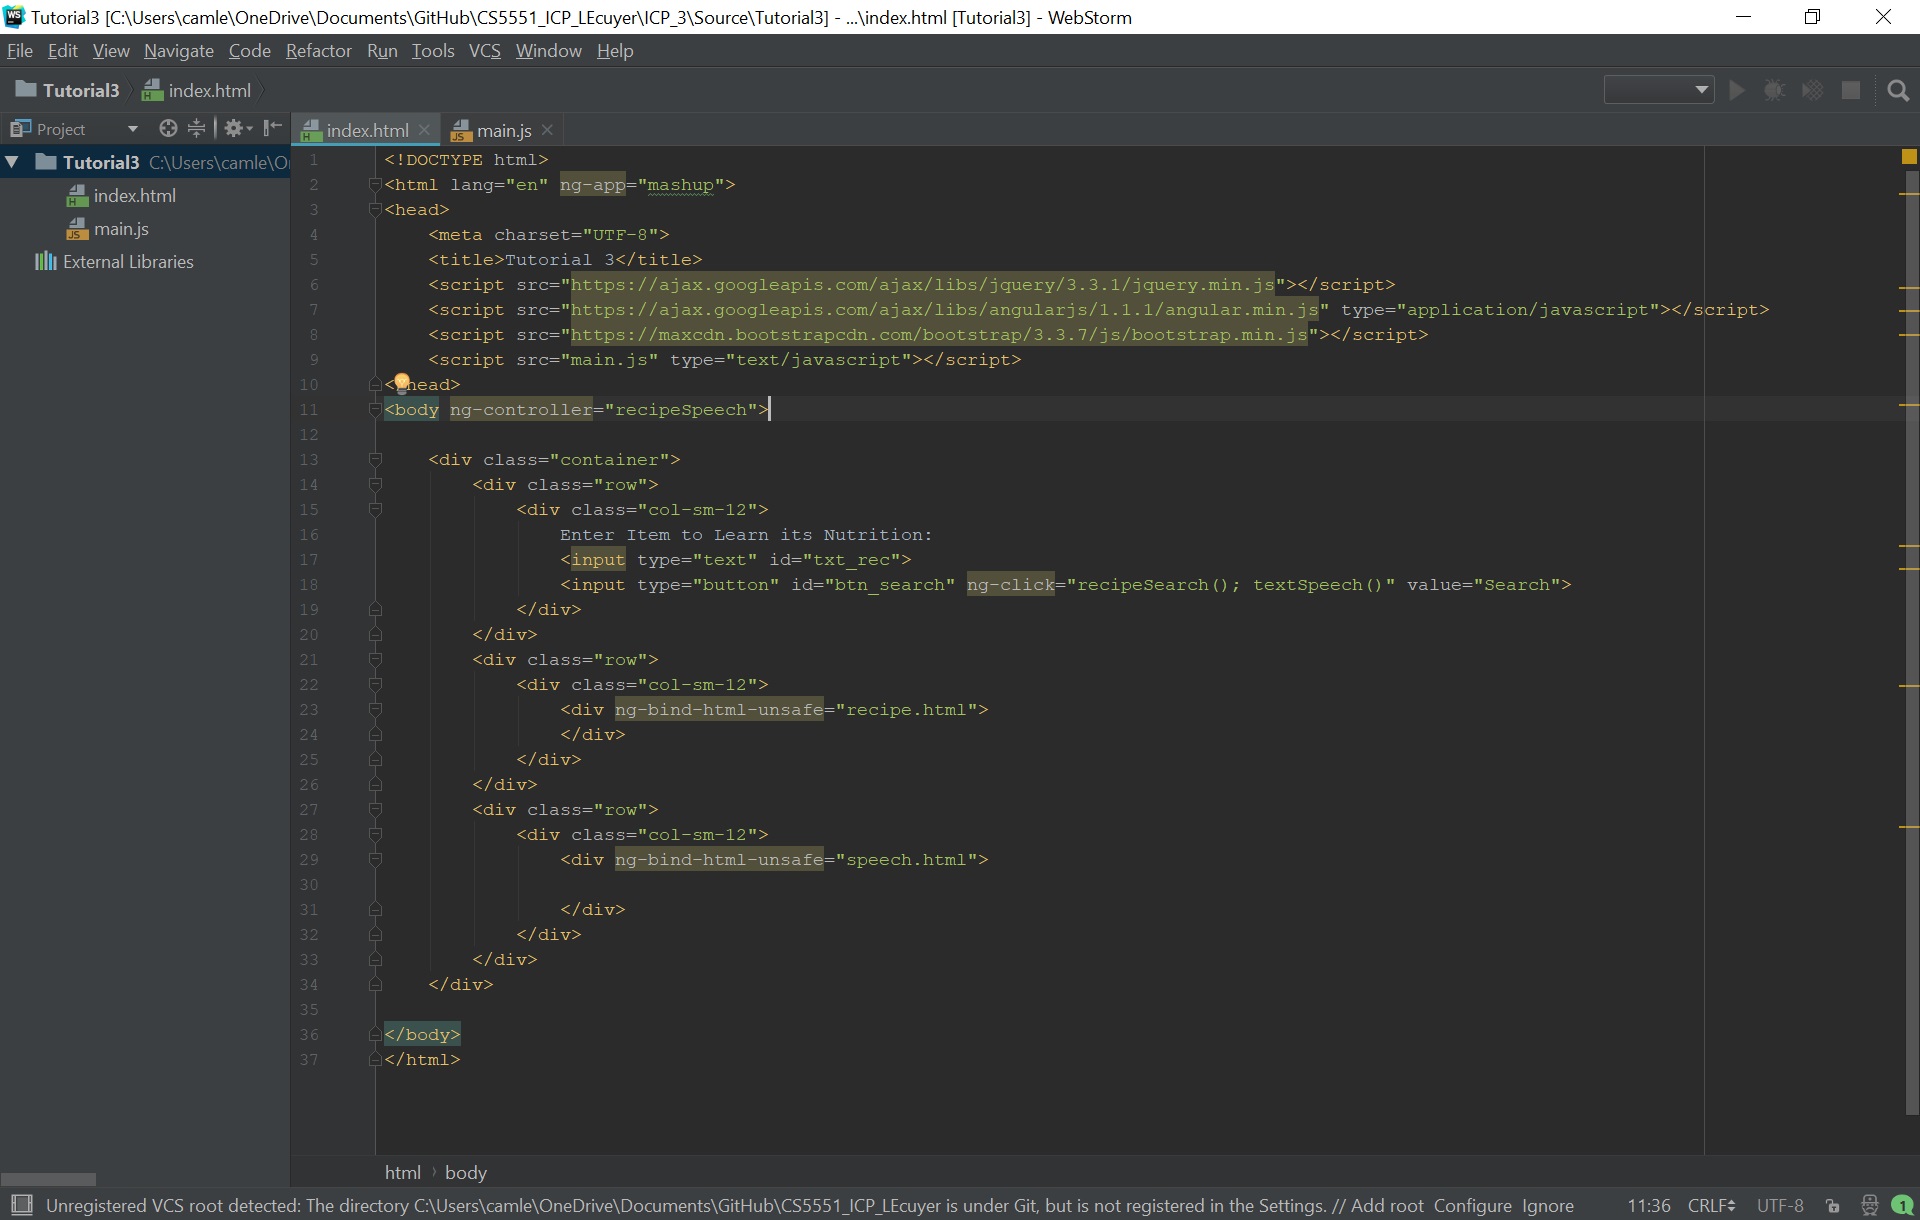 WS Tutorial3 [C:\Users\camle\OneDrive\Documents\GitHub\CS5551_ICP_LEcuyer\ICP_3\Source\Tutorial3] - ...\index.html [Tutorial3] - WebStorm
File Edit View Navigate Code Refactor Run Tools VCS Window Help
Tutorial3 index.html
Project
index.html main.js
Tutorial3 C:\Users\camle\O
index.html
main.js
External Libraries
1 <!DOCTYPE html>
2 <html lang="en" ng-app="mashup">
3 <head>
4 <meta charset="UTF-8">
5 <title>Tutorial 3</title>
6 <script src="https://ajax.googleapis.com/ajax/libs/jquery/3.3.1/jquery.min.js"></script>
7 <script src="https://ajax.googleapis.com/ajax/libs/angularjs/1.1.1/angular.min.js" type="application/javascript"></script>
8 <script src="https://maxcdn.bootstrapcdn.com/bootstrap/3.3.7/js/bootstrap.min.js"></script>
9 <script src="main.js" type="text/javascript"></script>
10 <head>
11 <body ng-controller="recipeSpeech">
12
13 <div class="container">
14 <div class="row">
15 <div class="col-sm-12">
16 Enter Item to Learn its Nutrition:
17 <input type="text" id="txt_rec">
18 <input type="button" id="btn_search" ng-click="recipeSearch(); textSpeech()" value="Search">
19 </div>
20 </div>
21 <div class="row">
22 <div class="col-sm-12">
23 <div ng-bind-html-unsafe="recipe.html">
24 </div>
25 </div>
26 </div>
27 <div class="row">
28 <div class="col-sm-12">
29 <div ng-bind-html-unsafe="speech.html">
30
31 </div>
32 </div>
33 </div>
34 </div>
35
36 </body>
37 </html>
html › body
Unregistered VCS root detected: The directory C:\Users\camle\OneDrive\Documents\GitHub\CS5551_ICP_LEcuyer is under Git, but is not registered in the Settings. // Add root Configure Ignore 11:36 CRLF UTF-8 1